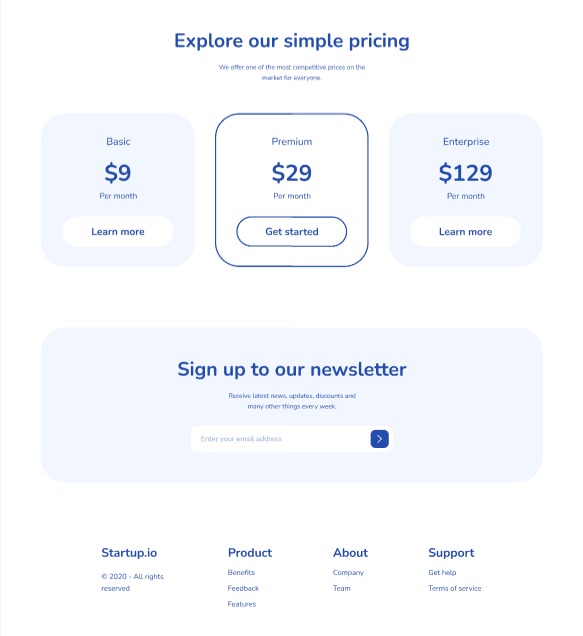 Explore our simple pricing
We offer one of the most competitive prices on the
market for everyone.
Basic
$9
Per month
Learn more
Premium
$29
Per month
Get started
Enterprise
$129
Per month
Learn more
Sign up to our newsletter
Receive latest news, updates, discounts and
many other things every week.
Enter your email address
Startup.io
© 2020 - All rights
reserved
Product
Benefits
Feedback
Features
About
Company
Team
Support
Get help
Terms of service